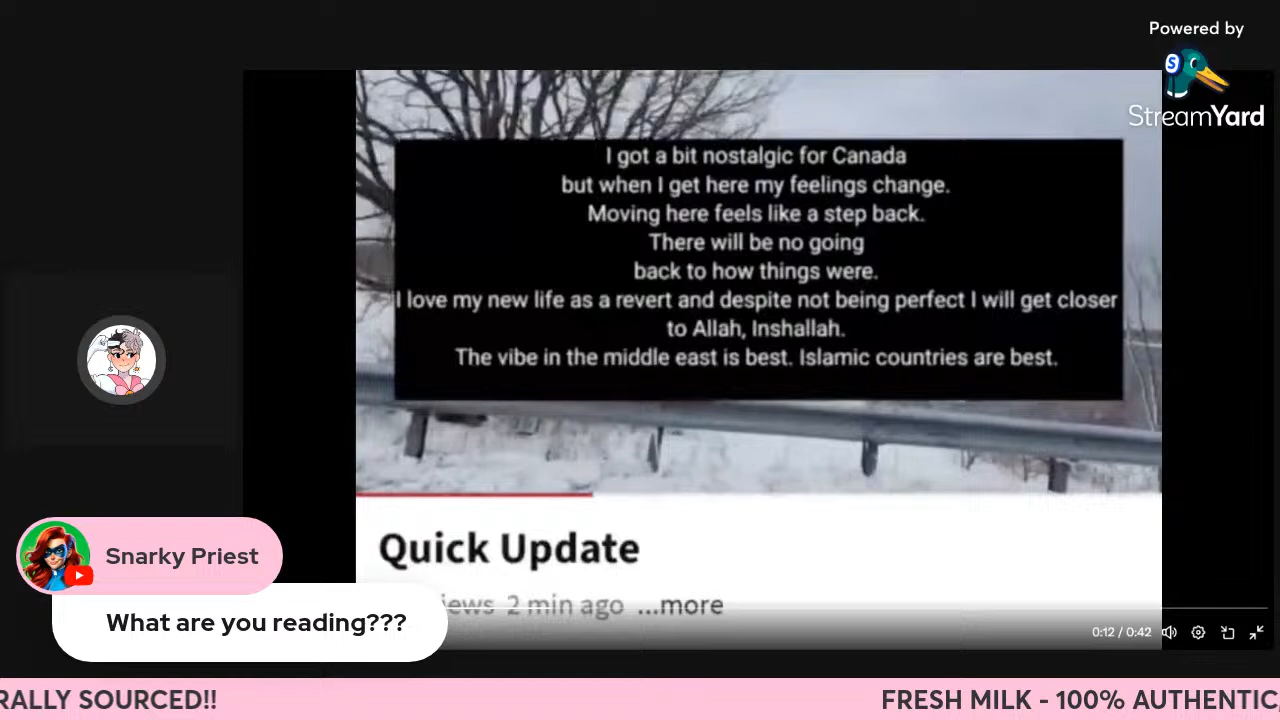 Powered by
StreamYard
I got a bit nostalgic for Canada
but when I get here my feelings change.
Moving here feels like a step back.
There will be no going
back to how things were.
I love my new life as a revert and despite not being perfect I will get closer
to Allah, Inshallah.
The vibe in the middle east is best. Islamic countries are best.
Quick Update
iews 2 min ago ...more
Snarky Priest
What are you reading???
0:12 / 0:42
RALLY SOURCED!! FRESH MILK - 100% AUTHENTIC,